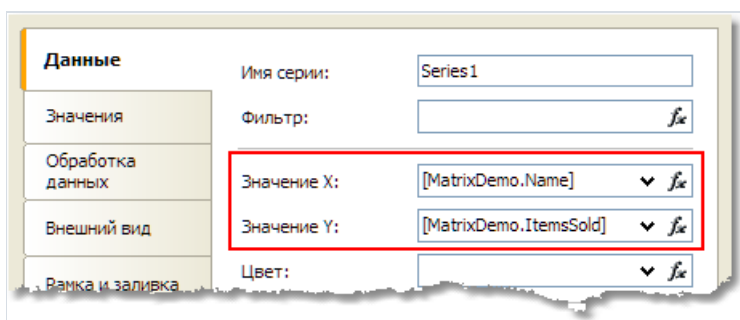 Данные
Имя серии: Series1
Значения
Фильтр:
Обработка
данных
Значение X: [MatrixDemo.Name]
Внешний вид
Значение Y: [MatrixDemo.ItemsSold]
Рамка и заливка
Цвет: